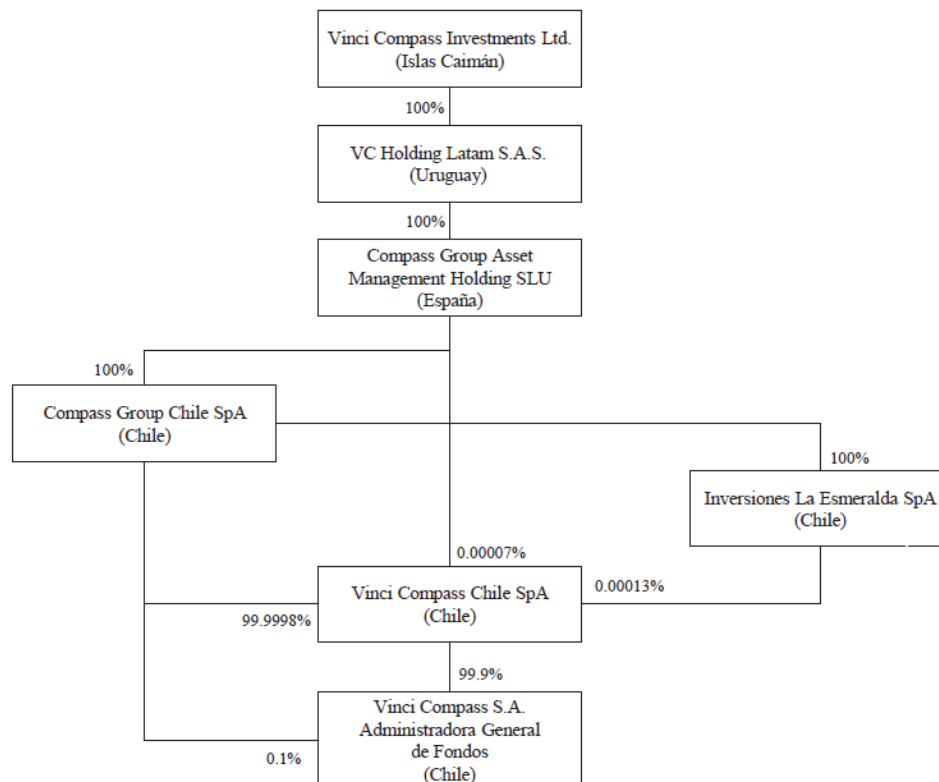 Vinci Compass Investments Ltd.
(Islas Caimán)
100%
VC Holding Latam S.A.S.
(Uruguay)
100%
Compass Group Asset
Management Holding SLU
(España)
100%
Compass Group Chile SpA
(Chile)
100%
Inversiones La Esmeralda SpA
(Chile)
0.00007%
Vinci Compass Chile SpA
(Chile)
0.00013%
99.9998%
99.9%
Vinci Compass S.A.
Administradora General
de Fondos
(Chile)
0.1%